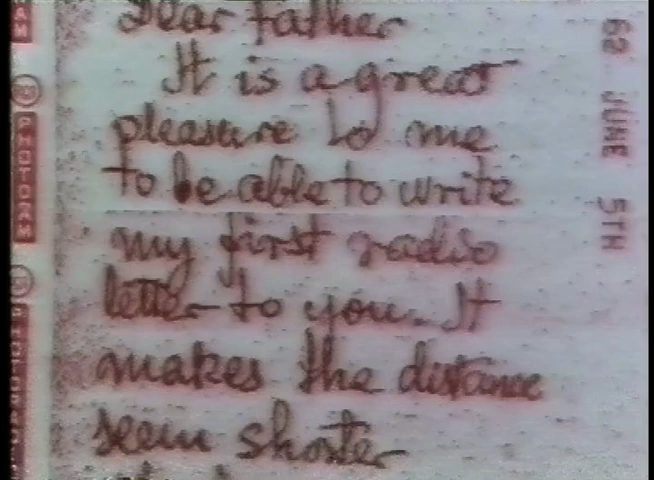 Dear father
It is a great
pleasure to me
to be able to write
my first radio
letter to you. It
makes the distance
seem shorter
62 JUNE 5TH
PHOTORAM